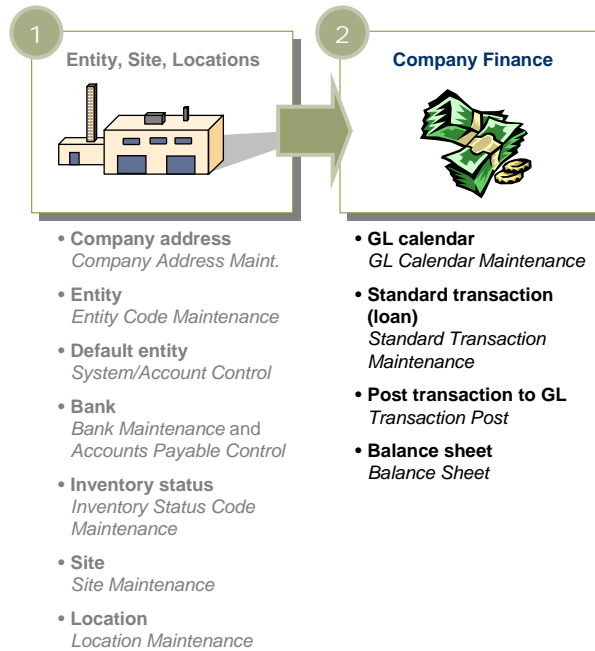 1
Entity, Site, Locations
• Company address
Company Address Maint.
• Entity
Entity Code Maintenance
• Default entity
System/Account Control
• Bank
Bank Maintenance and
Accounts Payable Control
• Inventory status
Inventory Status Code
Maintenance
• Site
Site Maintenance
• Location
Location Maintenance
2
Company Finance
• GL calendar
GL Calendar Maintenance
• Standard transaction
(loan)
Standard Transaction
Maintenance
• Post transaction to GL
Transaction Post
• Balance sheet
Balance Sheet